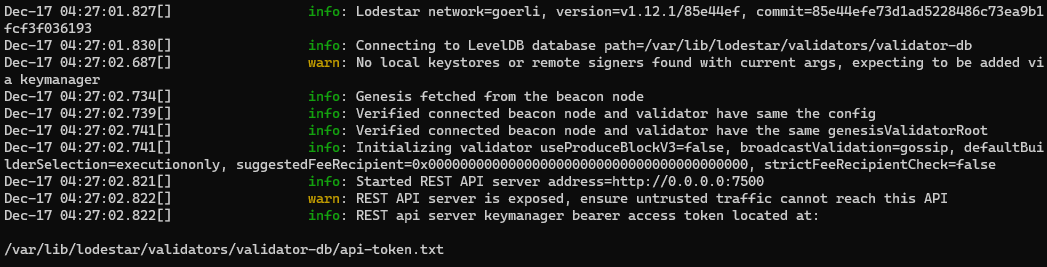 Dec-17 04:27:01.827[] info: Lodestar network=goerli, version=v1.12.1/85e44ef, commit=85e44efe73d1ad5228486c73ea9b1
fcf3f036193
Dec-17 04:27:01.830[] info: Connecting to LevelDB database path=/var/lib/lodestar/validators/validator-db
Dec-17 04:27:02.687[] warn: No local keystores or remote signers found with current args, expecting to be added vi
a keymanager
Dec-17 04:27:02.734[] info: Genesis fetched from the beacon node
Dec-17 04:27:02.739[] info: Verified connected beacon node and validator have same the config
Dec-17 04:27:02.741[] info: Verified connected beacon node and validator have the same genesisValidatorRoot
Dec-17 04:27:02.741[] info: Initializing validator useProduceBlockV3=false, broadcastValidation=gossip, defaultBui
lderSelection=executiononly, suggestedFeeRecipient=0x0000000000000000000000000000000000000000, strictFeeRecipientCheck=false
Dec-17 04:27:02.821[] info: Started REST API server address=http://0.0.0.0:7500
Dec-17 04:27:02.822[] warn: REST API server is exposed, ensure untrusted traffic cannot reach this API
Dec-17 04:27:02.822[] info: REST api server keymanager bearer access token located at:
/var/lib/lodestar/validators/validator-db/api-token.txt